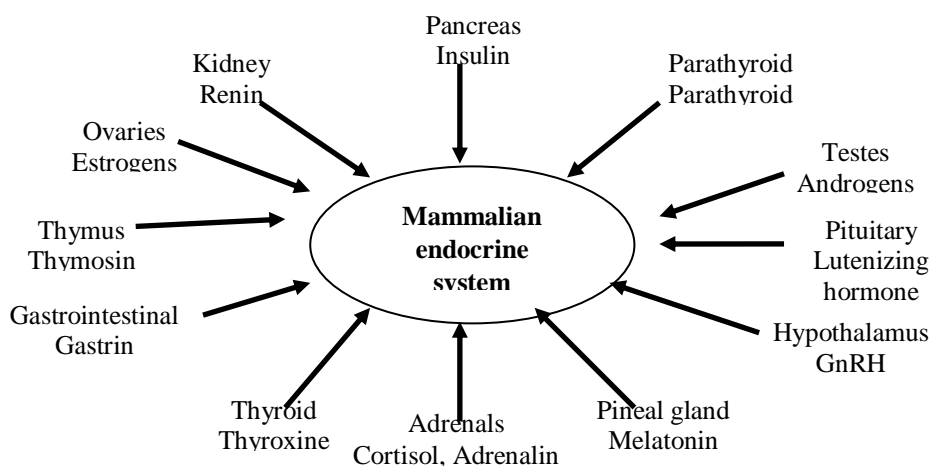 Pancreas
Insulin
Kidney
Renin
Parathyroid
Parathyroid
Ovaries
Estrogens
Testes
Androgens
Mammalian
endocrine
system
Thymus
Thymosin
Pituitary
Lutenizing
hormone
Gastrointestinal
Gastrin
Hypothalamus
GnRH
Thyroid
Thyroxine
Adrenals
Cortisol, Adrenalin
Pineal gland
Melatonin